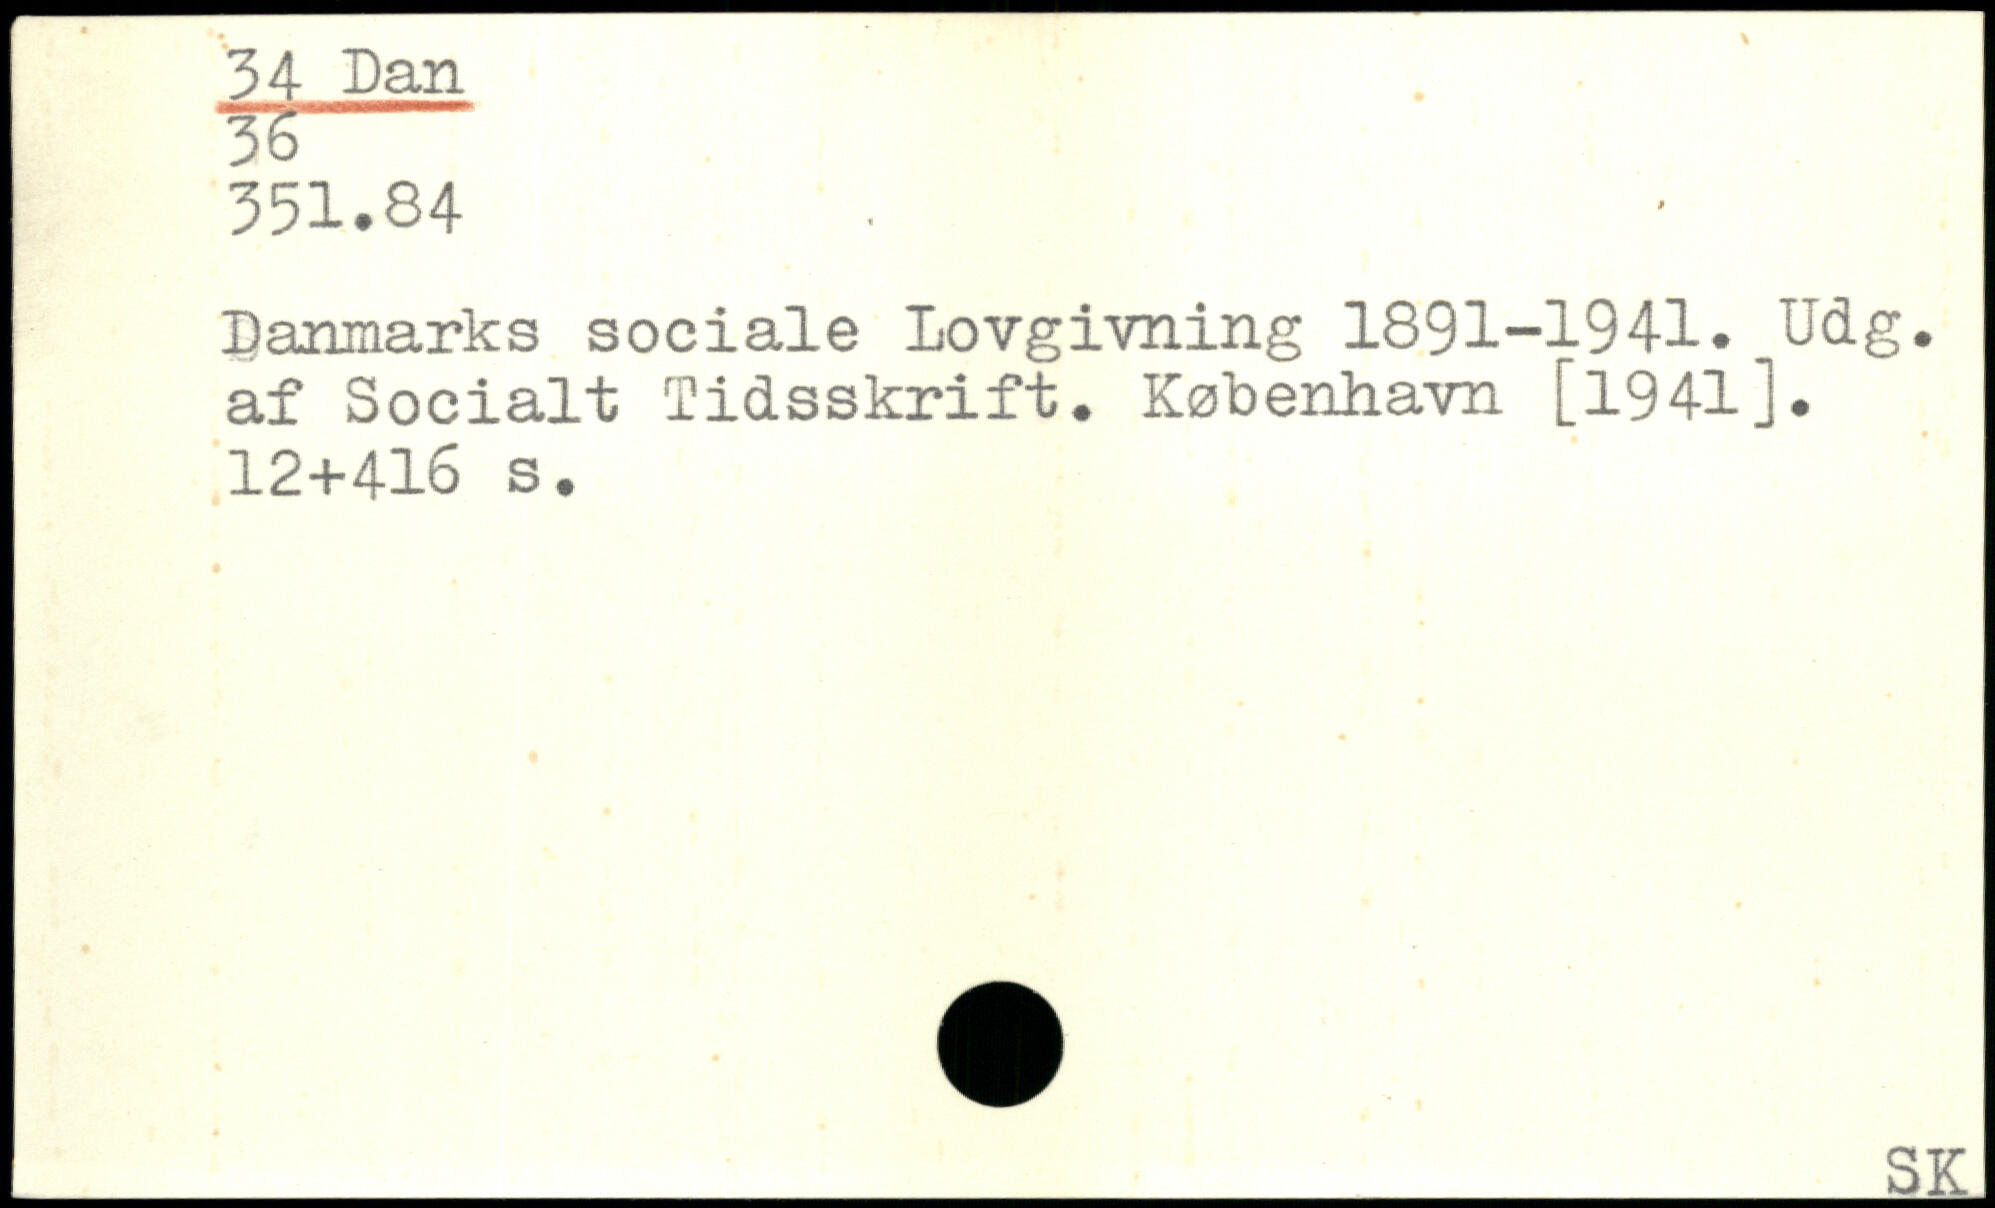 34 Dan
36
351.84
Danmarks sociale Lovgivning 1891-1941. Udg.
af Socialt Tidsskrift. København [1941].
12+416 s.
SK